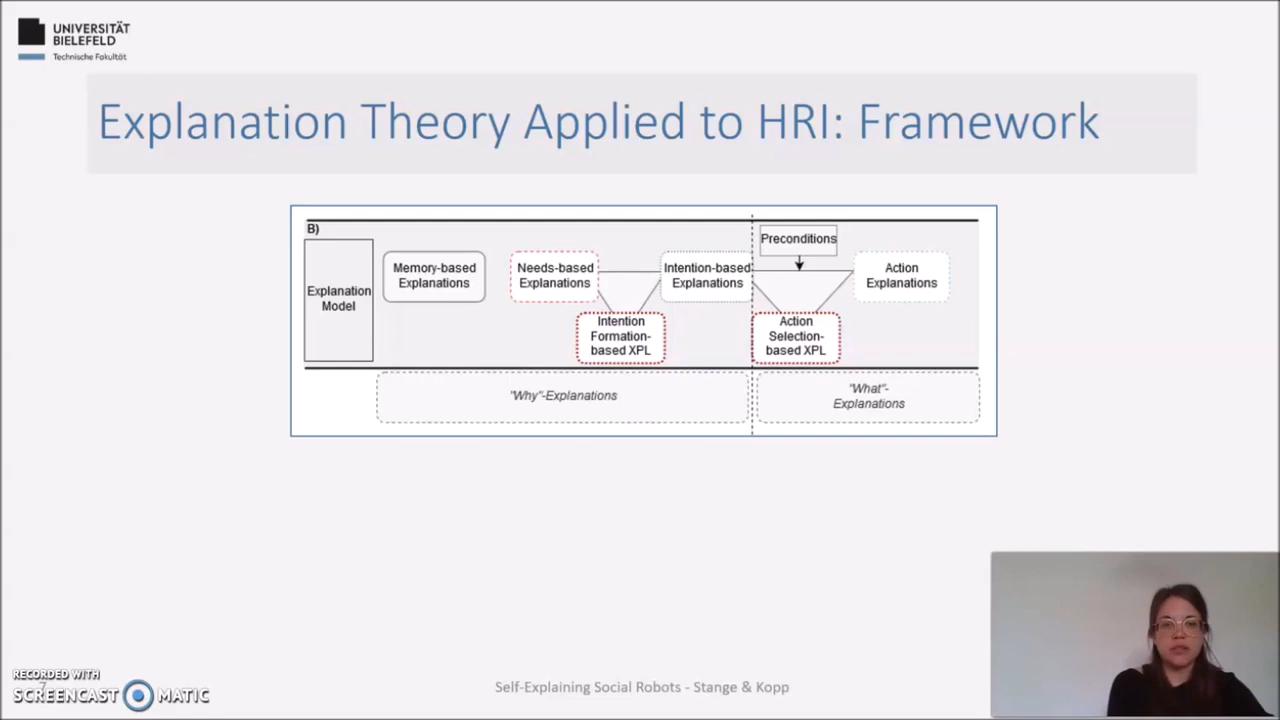 UNIVERSITÄT
BIELEFELD
Technische Fakultät
Explanation Theory Applied to HRI: Framework
B)
Explanation
Model
Memory-based
Explanations
Needs-based
Explanations
Intention-based
Explanations
Preconditions
Action
Explanations
Intention
Formation-
based XPL
Action
Selection-
based XPL
"Why"-Explanations
"What"-
Explanations
RECORDED WITH
SCREENCAST MATIC
7
Self-Explaining Social Robots - Stange & Kopp